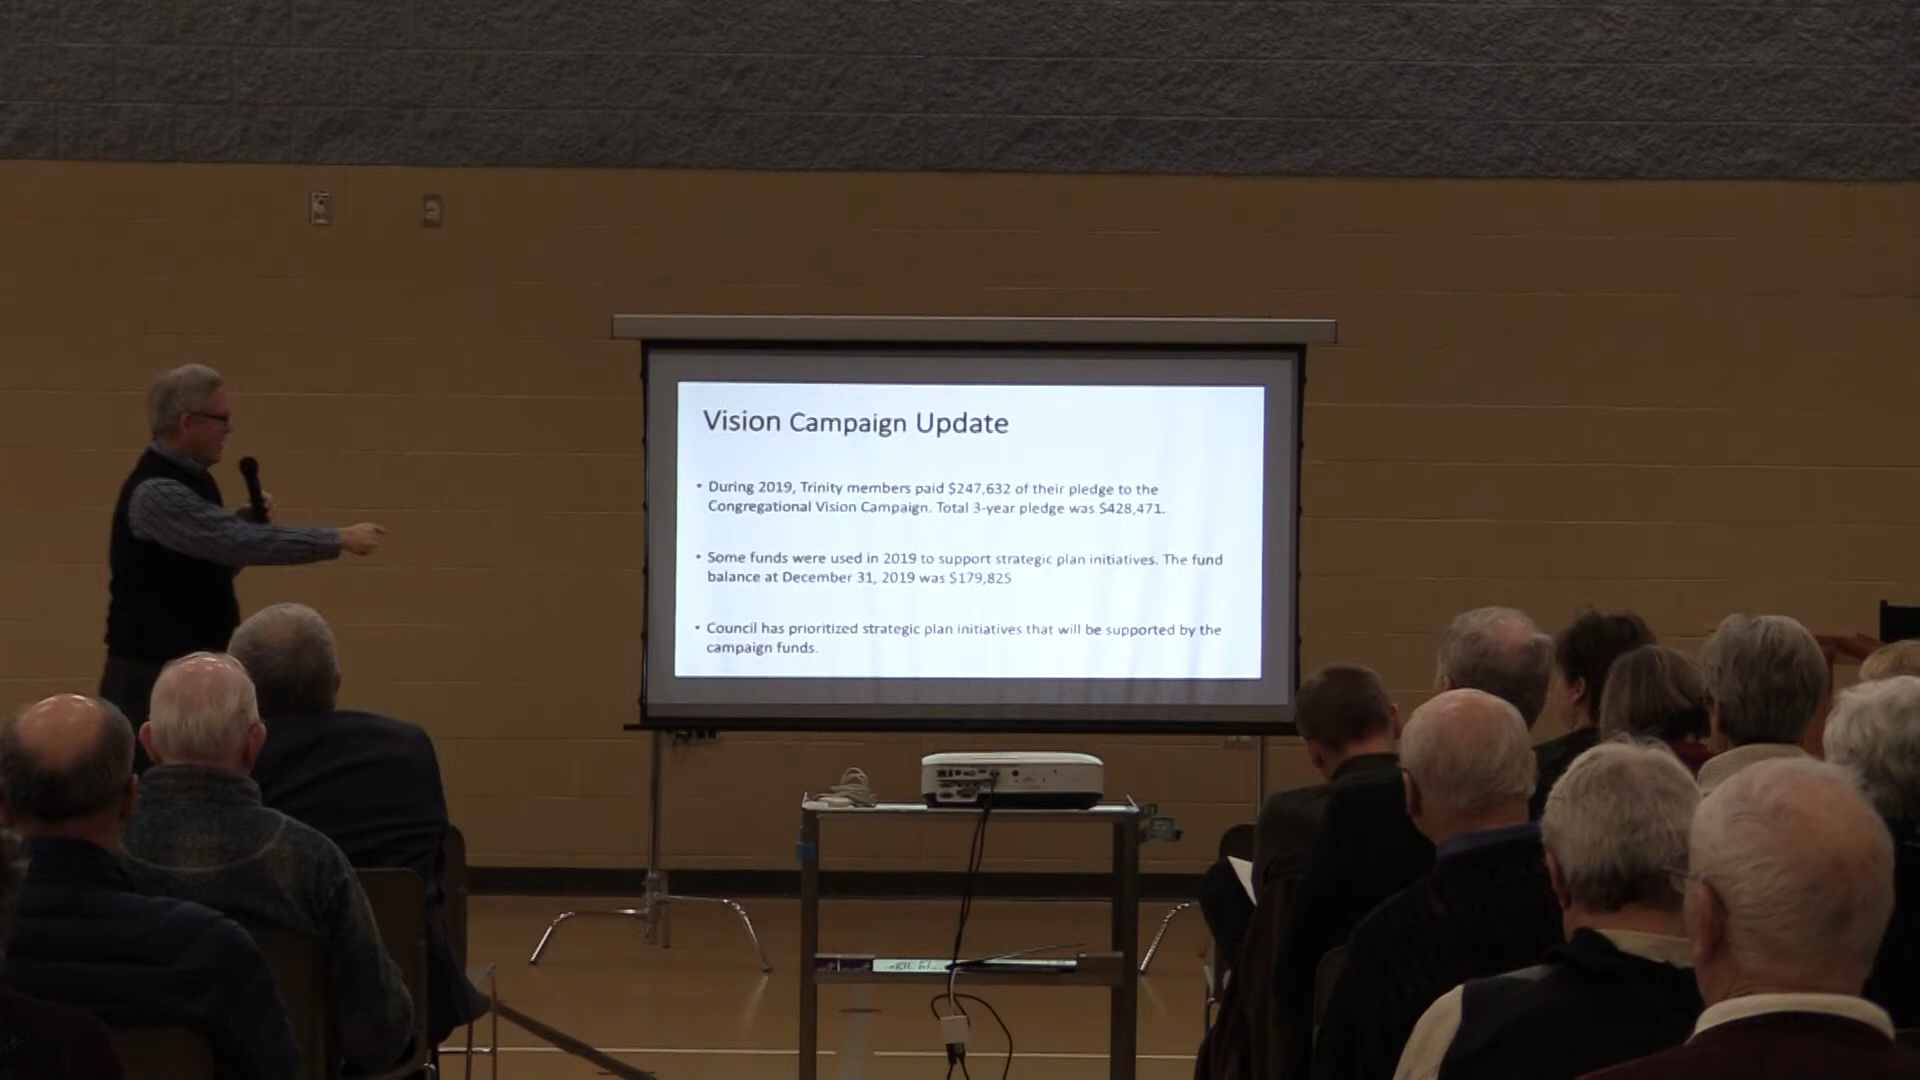 Vision Campaign Update
• During 2019, Trinity members paid $247,632 of their pledge to the
Congregational Vision Campaign. Total 3-year pledge was $428,471.
• Some funds were used in 2019 to support strategic plan initiatives. The fund
balance at December 31, 2019 was $179,825
• Council has prioritized strategic plan initiatives that will be supported by the
campaign funds.